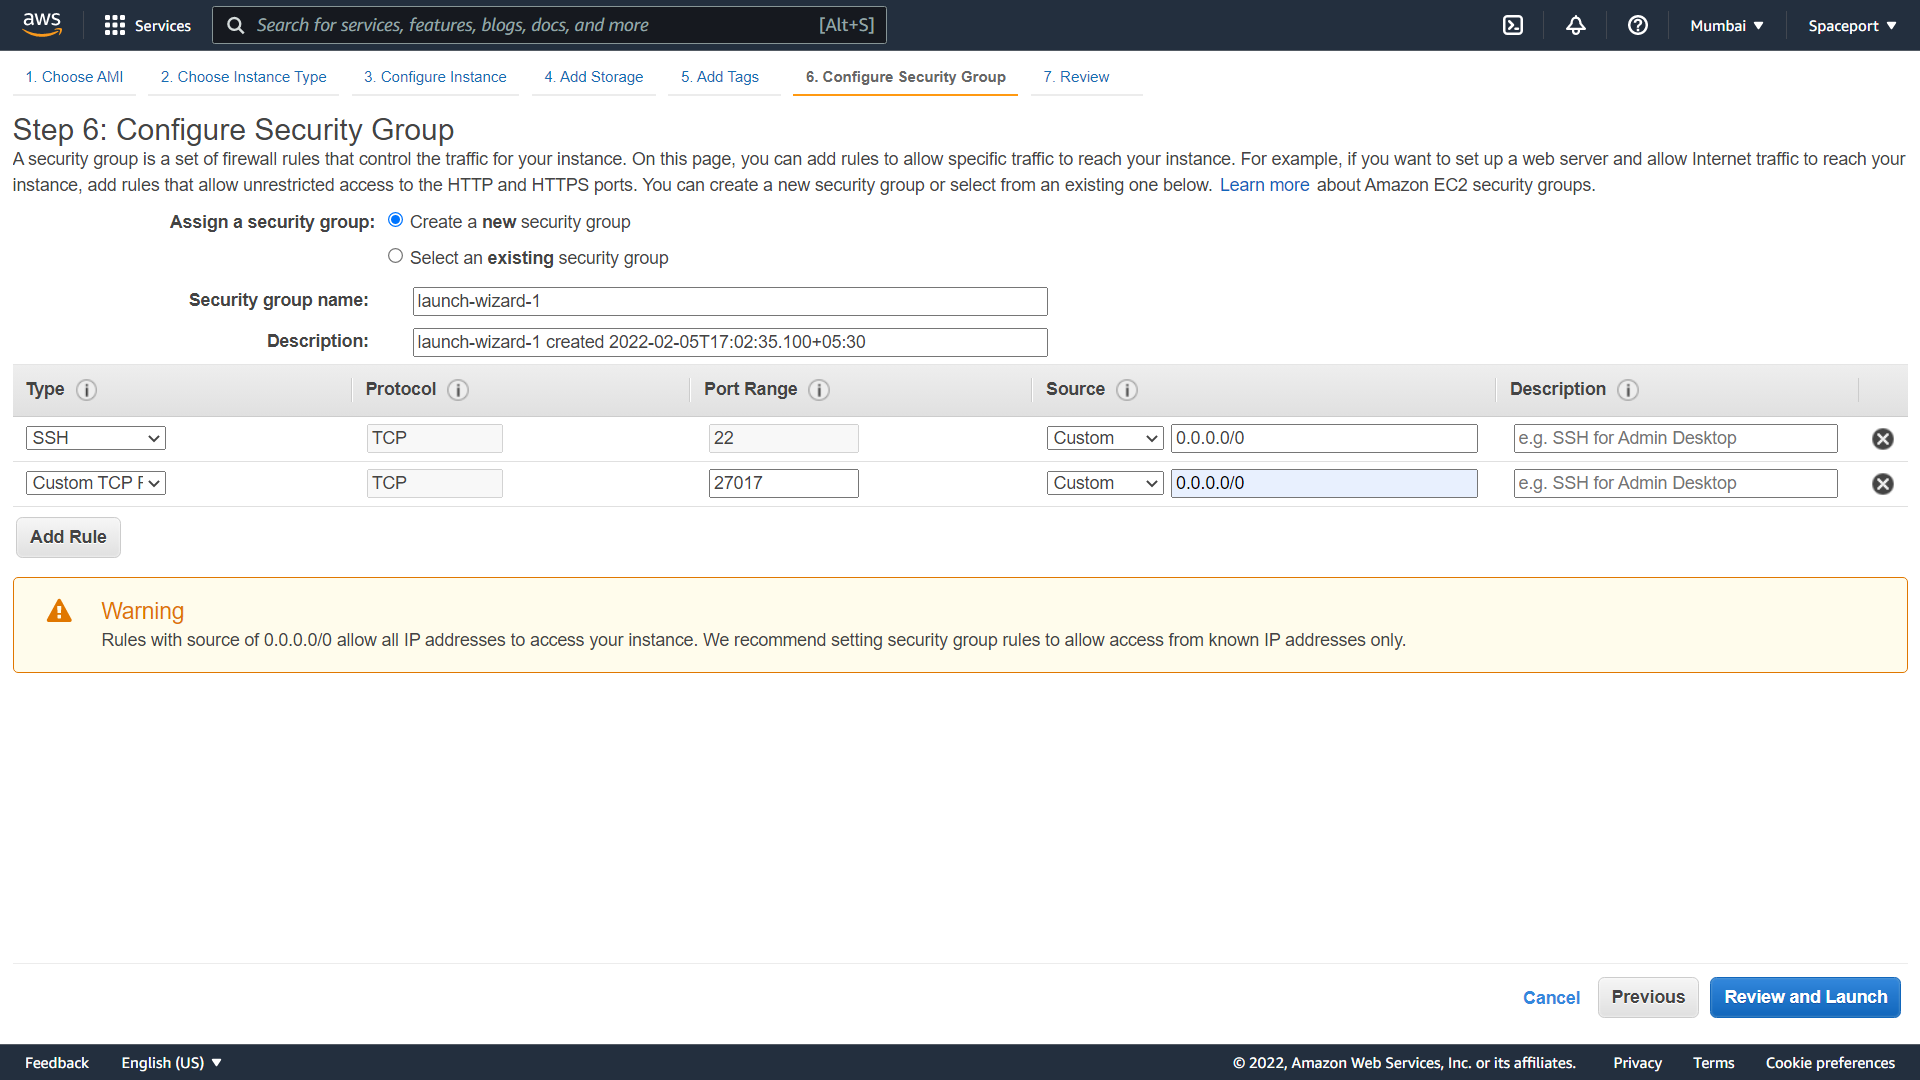 aws Services Search for services, features, blogs, docs, and more [Alt+S] Mumbai ▼ Spaceport ▼
1. Choose AMI 2. Choose Instance Type 3. Configure Instance 4. Add Storage 5. Add Tags 6. Configure Security Group 7. Review
Step 6: Configure Security Group
A security group is a set of firewall rules that control the traffic for your instance. On this page, you can add rules to allow specific traffic to reach your instance. For example, if you want to set up a web server and allow Internet traffic to reach your
instance, add rules that allow unrestricted access to the HTTP and HTTPS ports. You can create a new security group or select from an existing one below. Learn more about Amazon EC2 security groups.
Assign a security group: Create a new security group
Select an existing security group
Security group name: launch-wizard-1
Description: launch-wizard-1 created 2022-02-05T17:02:35.100+05:30
Type i Protocol i Port Range i Source i Description i
SSH TCP 22 Custom 0.0.0.0/0 e.g. SSH for Admin Desktop
Custom TCP F TCP 27017 Custom 0.0.0.0/0 e.g. SSH for Admin Desktop
Add Rule
Warning
Rules with source of 0.0.0.0/0 allow all IP addresses to access your instance. We recommend setting security group rules to allow access from known IP addresses only.
Cancel Previous Review and Launch
Feedback English (US) ▼ © 2022, Amazon Web Services, Inc. or its affiliates. Privacy Terms Cookie preferences